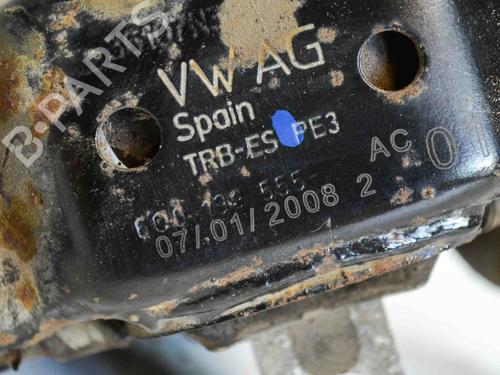 VW AG
Spain
TRB-ES PE3
AC 01
07/01/2008 2
B-PARTS